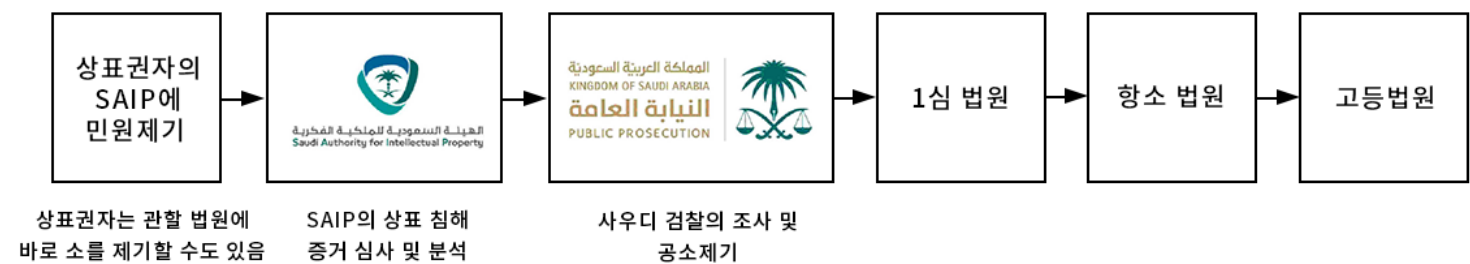 상표권자의
SAIP에
민원제기
الهيئة السعودية للملكية الفكرية
Saudi Authority for Intellectual Property
المملكة العربية السعودية
KINGDOM OF SAUDI ARABIA
النيابة العامة
PUBLIC PROSECUTION
1심 법원
항소 법원
고등법원
상표권자는 관할 법원에
바로 소를 제기할 수도 있음
SAIP의 상표 침해
증거 심사 및 분석
사우디 검찰의 조사 및
공소제기